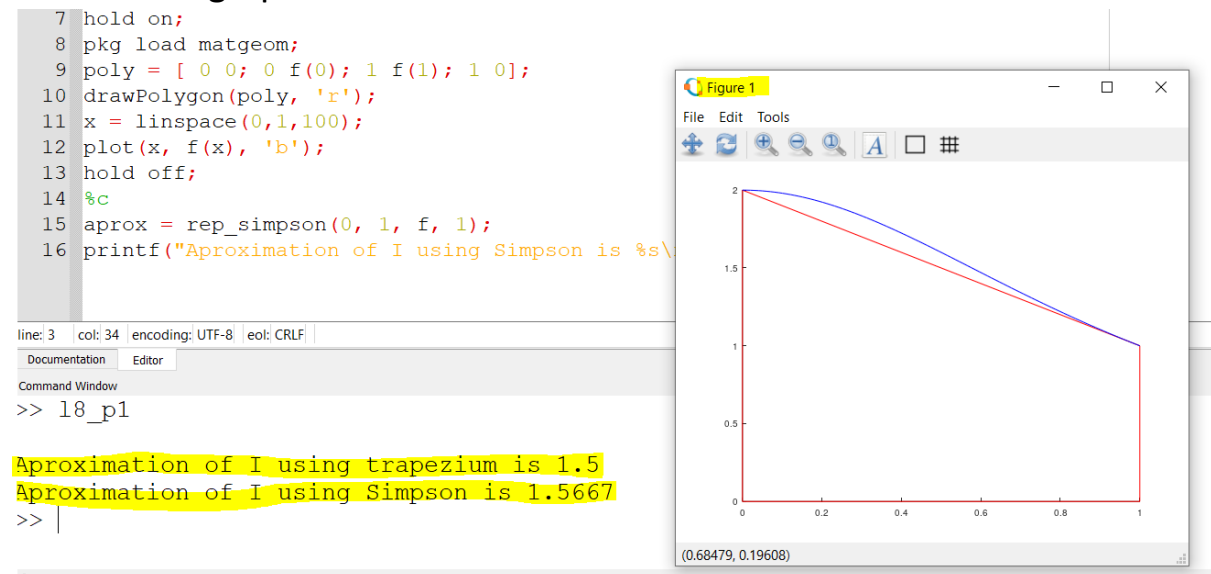 7 hold on;
8 pkg load matgeom;
9 poly = [ 0 0; 0 f(0); 1 f(1); 1 0];
10 drawPolygon(poly, 'r');
11 x = linspace(0,1,100);
12 plot(x, f(x), 'b');
13 hold off;
14 %c
15 aprox = rep_simpson(0, 1, f, 1);
16 printf("Aproximation of I using Simpson is %s\
line: 3 col: 34 encoding: UTF-8 eol: CRLF
Documentation Editor
Command Window
>> l8_p1
Aproximation of I using trapezium is 1.5
Aproximation of I using Simpson is 1.5667
>>
Figure 1
File Edit Tools
A
2
1.5
1
0.5
0
0 0.2 0.4 0.6 0.8 1
(0.68479, 0.19608)